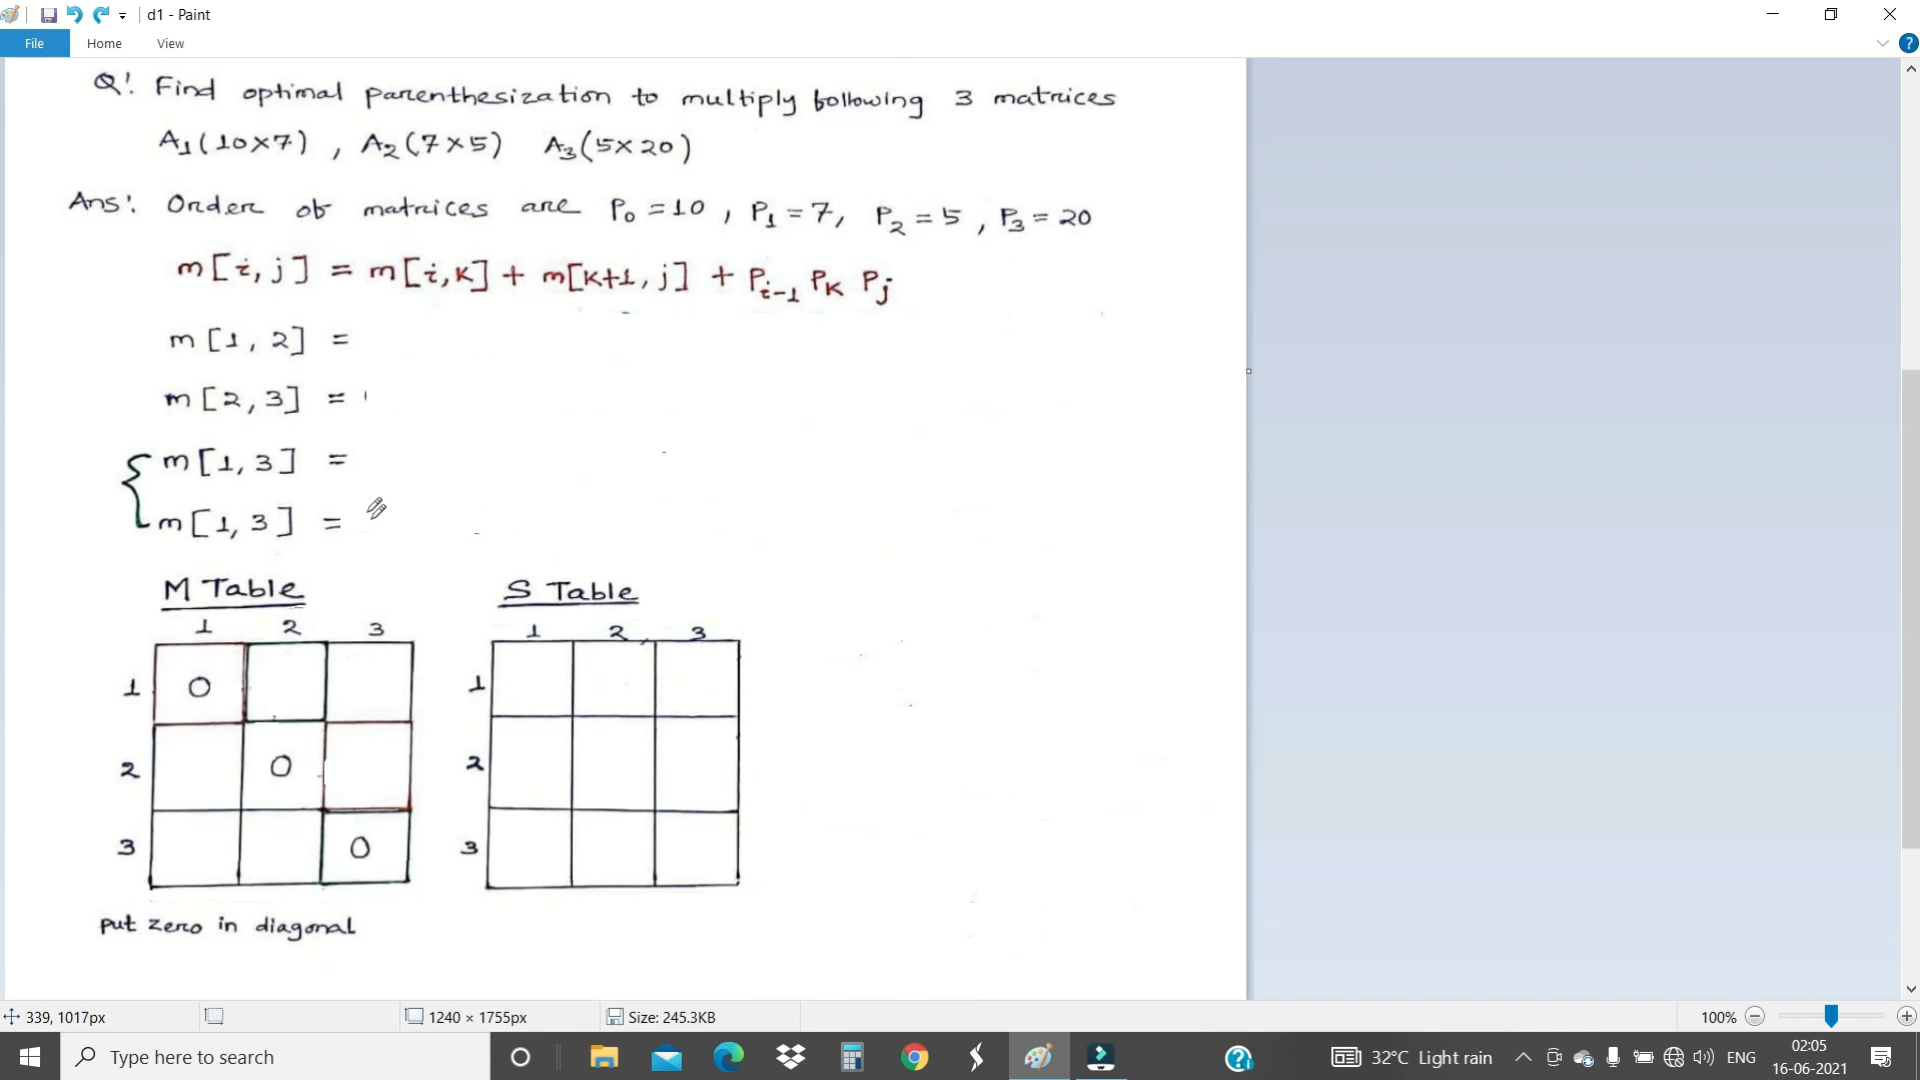 d1 - Paint
File Home View
Q: Find optimal parenthesization to multiply following 3 matrices
A1(10×7) , A2(7×5) A3(5×20)
Ans: Order of matrices are P0 = 10 , P1 = 7, P2 = 5 , P3 = 20
m[i, j] = m[i,k] + m[k+1, j] + Pi-1 Pk Pj
m[1, 2] =
m[2, 3] =
m[1, 3] =
m[1, 3] =
M Table S Table
1 2 3 1 2 3
1 0 1
2 0 2
3 0 3
put zero in diagonal
339, 1017px 1240 × 1755px Size: 245.3KB 100%
Type here to search 32°C Light rain ENG 02:05
16-06-2021